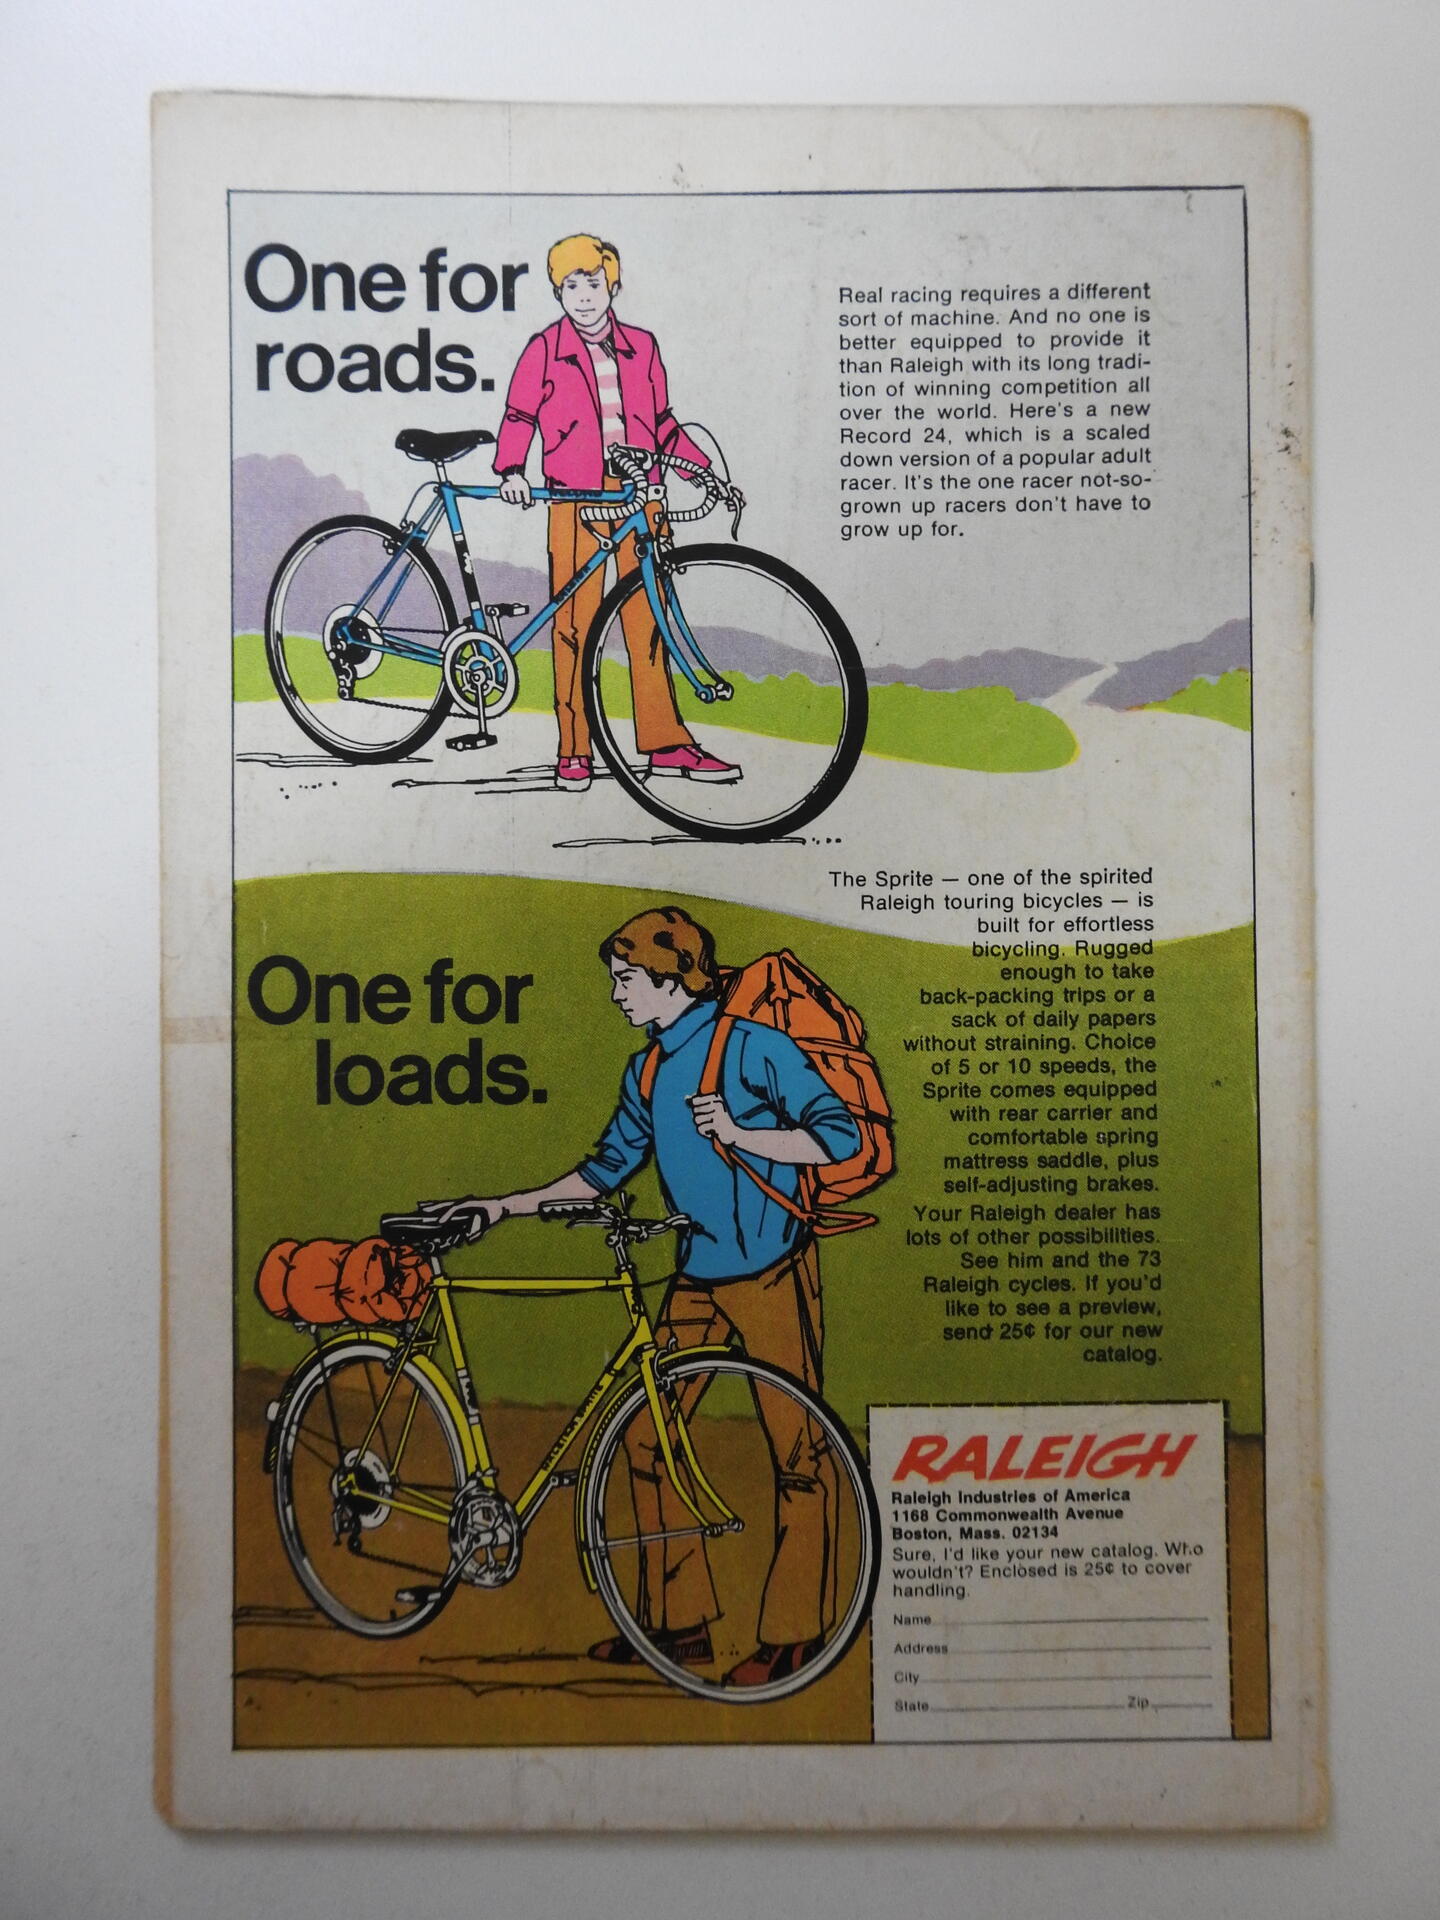 One for
roads.
Real racing requires a different
sort of machine. And no one is
better equipped to provide it
than Raleigh with its long tradi-
tion of winning competition all
over the world. Here's a new
Record 24, which is a scaled
down version of a popular adult
racer. It's the one racer not-so-
grown up racers don't have to
grow up for.
RALEIGH
The Sprite — one of the spirited
Raleigh touring bicycles — is
built for effortless
bicycling. Rugged
enough to take
back-packing trips or a
sack of daily papers
without straining. Choice
of 5 or 10 speeds, the
Sprite comes equipped
with rear carrier and
comfortable spring
mattress saddle, plus
self-adjusting brakes.
Your Raleigh dealer has
lots of other possibilities.
See him and the 73
Raleigh cycles. If you'd
like to see a preview,
send 25¢ for our new
catalog.
One for
loads.
RALEIGH SPRITE
RALEIGH
Raleigh Industries of America
1168 Commonwealth Avenue
Boston, Mass. 02134
Sure, I'd like your new catalog. Who
wouldn't? Enclosed is 25¢ to cover
handling.
Name
Address
City
State Zip